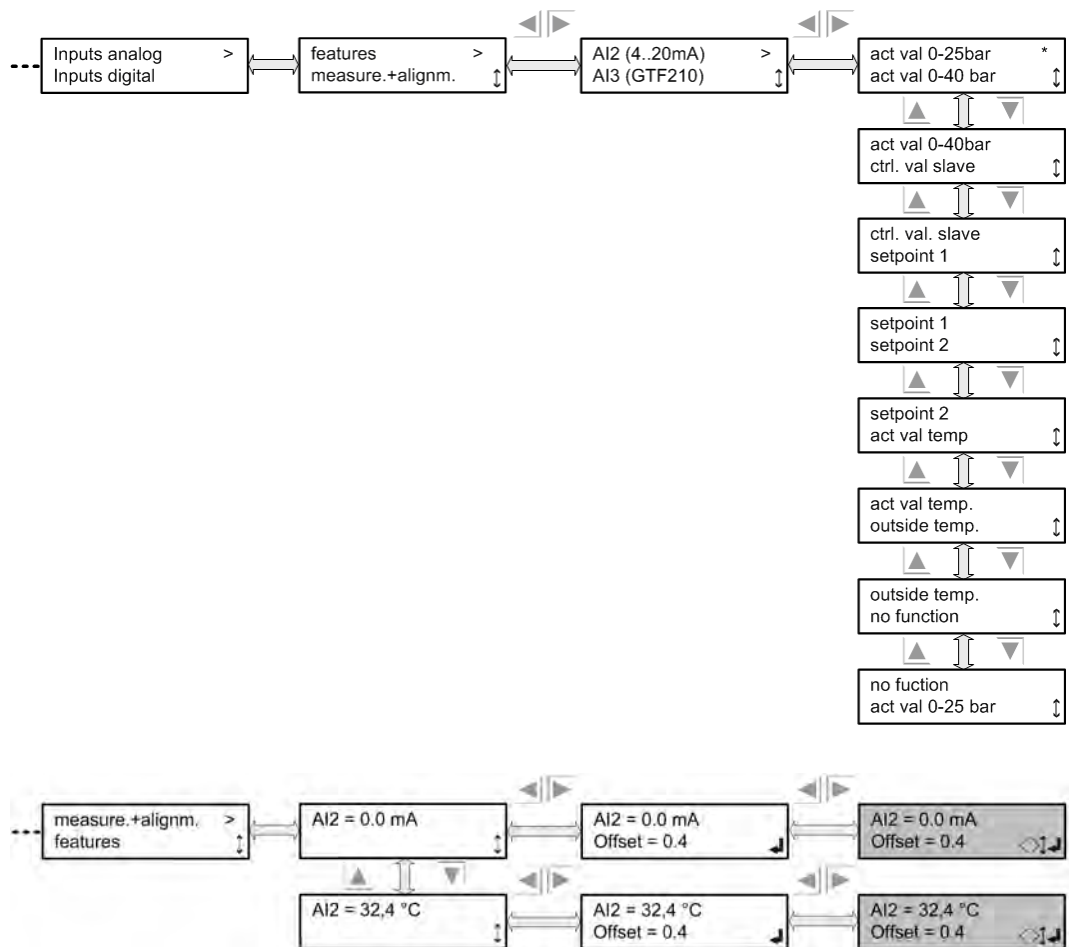 Inputs analog >
Inputs digital
features >
measure.+alignm.
AI2 (4..20mA) >
AI3 (GTF210)
act val 0-25bar *
act val 0-40 bar
act val 0-40bar
ctrl. val slave
ctrl. val. slave
setpoint 1
setpoint 1
setpoint 2
setpoint 2
act val temp
act val temp.
outside temp.
outside temp.
no function
no fuction
act val 0-25 bar
measure.+alignm. >
features
AI2 = 0.0 mA
AI2 = 0.0 mA
Offset = 0.4
AI2 = 0.0 mA
Offset = 0.4
AI2 = 32,4 °C
AI2 = 32,4 °C
Offset = 0.4
AI2 = 32,4 °C
Offset = 0.4